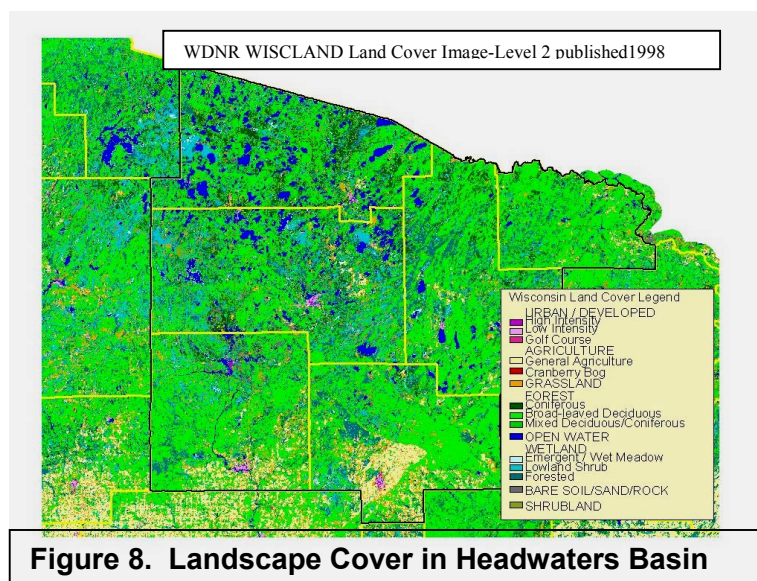 WDNR WISCLAND Land Cover Image-Level 2 published1998
Wisconsin Land Cover Legend
URBAN / DEVELOPED
High Intensity
Low Intensity
Golf Course
AGRICULTURE
General Agriculture
Cranberry Bog
GRASSLAND
FOREST
Coniferous
Broad-leaved Deciduous
Mixed Deciduous/Coniferous
OPEN WATER
WETLAND
Emergent / Wet Meadow
Lowland Shrub
Forested
BARE SOIL/SAND/ROCK
SHRUBLAND
Figure 8. Landscape Cover in Headwaters Basin